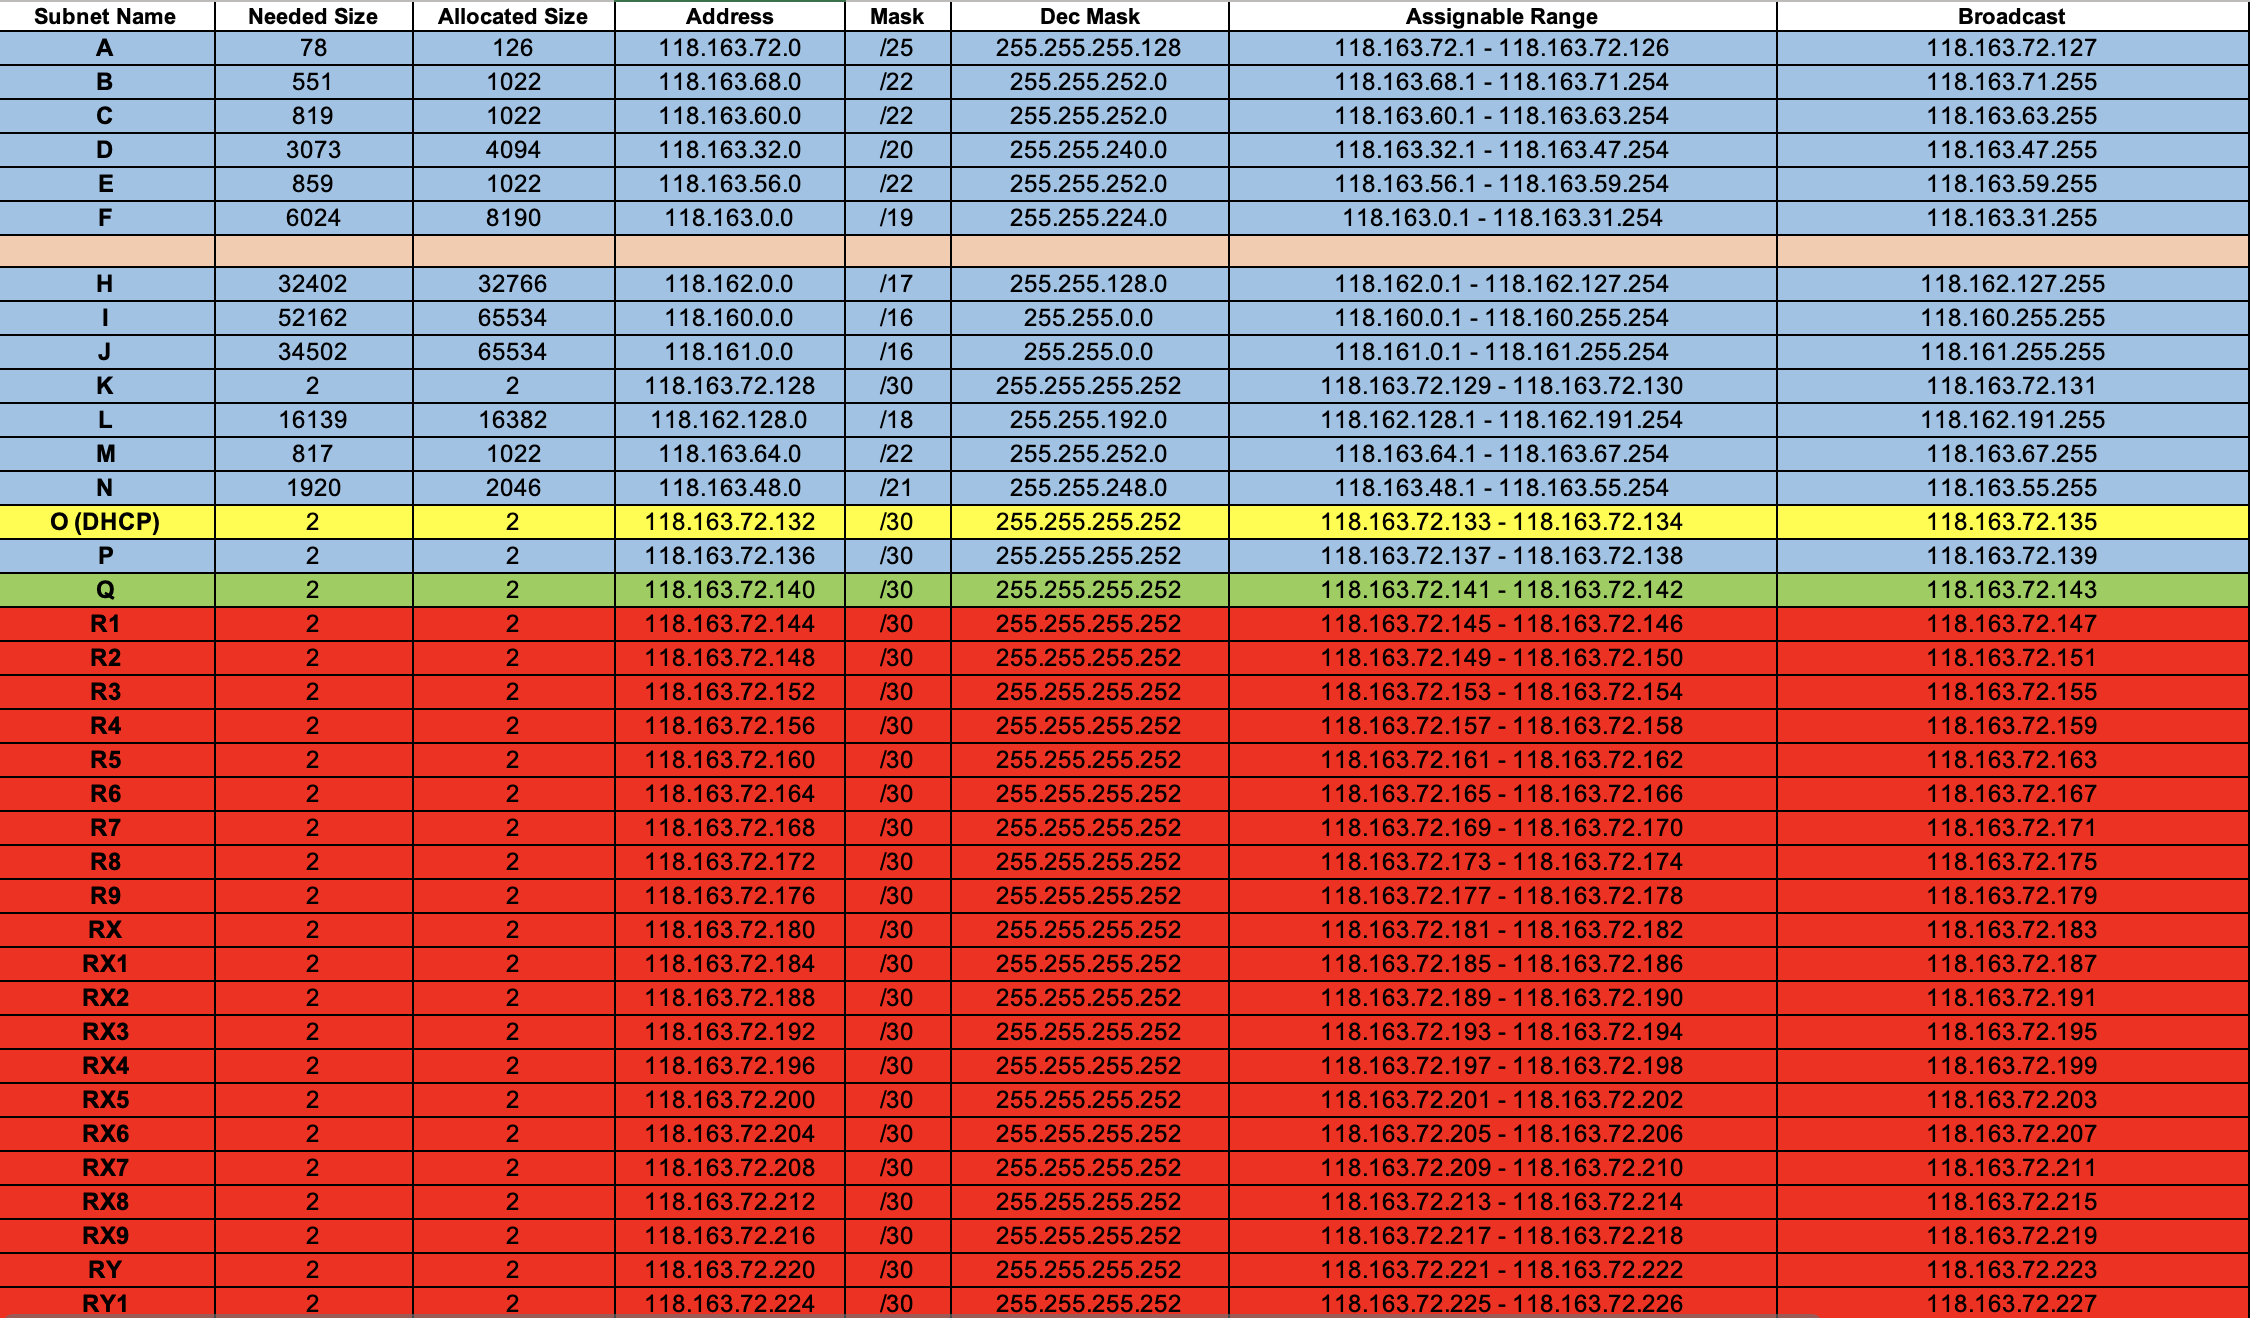 Subnet Name Needed Size Allocated Size Address Mask Dec Mask Assignable Range Broadcast
A 78 126 118.163.72.0 /25 255.255.255.128 118.163.72.1 - 118.163.72.126 118.163.72.127
B 551 1022 118.163.68.0 /22 255.255.252.0 118.163.68.1 - 118.163.71.254 118.163.71.255
C 819 1022 118.163.60.0 /22 255.255.252.0 118.163.60.1 - 118.163.63.254 118.163.63.255
D 3073 4094 118.163.32.0 /20 255.255.240.0 118.163.32.1 - 118.163.47.254 118.163.47.255
E 859 1022 118.163.56.0 /22 255.255.252.0 118.163.56.1 - 118.163.59.254 118.163.59.255
F 6024 8190 118.163.0.0 /19 255.255.224.0 118.163.0.1 - 118.163.31.254 118.163.31.255
H 32402 32766 118.162.0.0 /17 255.255.128.0 118.162.0.1 - 118.162.127.254 118.162.127.255
I 52162 65534 118.160.0.0 /16 255.255.0.0 118.160.0.1 - 118.160.255.254 118.160.255.255
J 34502 65534 118.161.0.0 /16 255.255.0.0 118.161.0.1 - 118.161.255.254 118.161.255.255
K 2 2 118.163.72.128 /30 255.255.255.252 118.163.72.129 - 118.163.72.130 118.163.72.131
L 16139 16382 118.162.128.0 /18 255.255.192.0 118.162.128.1 - 118.162.191.254 118.162.191.255
M 817 1022 118.163.64.0 /22 255.255.252.0 118.163.64.1 - 118.163.67.254 118.163.67.255
N 1920 2046 118.163.48.0 /21 255.255.248.0 118.163.48.1 - 118.163.55.254 118.163.55.255
O (DHCP) 2 2 118.163.72.132 /30 255.255.255.252 118.163.72.133 - 118.163.72.134 118.163.72.135
P 2 2 118.163.72.136 /30 255.255.255.252 118.163.72.137 - 118.163.72.138 118.163.72.139
Q 2 2 118.163.72.140 /30 255.255.255.252 118.163.72.141 - 118.163.72.142 118.163.72.143
R1 2 2 118.163.72.144 /30 255.255.255.252 118.163.72.145 - 118.163.72.146 118.163.72.147
R2 2 2 118.163.72.148 /30 255.255.255.252 118.163.72.149 - 118.163.72.150 118.163.72.151
R3 2 2 118.163.72.152 /30 255.255.255.252 118.163.72.153 - 118.163.72.154 118.163.72.155
R4 2 2 118.163.72.156 /30 255.255.255.252 118.163.72.157 - 118.163.72.158 118.163.72.159
R5 2 2 118.163.72.160 /30 255.255.255.252 118.163.72.161 - 118.163.72.162 118.163.72.163
R6 2 2 118.163.72.164 /30 255.255.255.252 118.163.72.165 - 118.163.72.166 118.163.72.167
R7 2 2 118.163.72.168 /30 255.255.255.252 118.163.72.169 - 118.163.72.170 118.163.72.171
R8 2 2 118.163.72.172 /30 255.255.255.252 118.163.72.173 - 118.163.72.174 118.163.72.175
R9 2 2 118.163.72.176 /30 255.255.255.252 118.163.72.177 - 118.163.72.178 118.163.72.179
RX 2 2 118.163.72.180 /30 255.255.255.252 118.163.72.181 - 118.163.72.182 118.163.72.183
RX1 2 2 118.163.72.184 /30 255.255.255.252 118.163.72.185 - 118.163.72.186 118.163.72.187
RX2 2 2 118.163.72.188 /30 255.255.255.252 118.163.72.189 - 118.163.72.190 118.163.72.191
RX3 2 2 118.163.72.192 /30 255.255.255.252 118.163.72.193 - 118.163.72.194 118.163.72.195
RX4 2 2 118.163.72.196 /30 255.255.255.252 118.163.72.197 - 118.163.72.198 118.163.72.199
RX5 2 2 118.163.72.200 /30 255.255.255.252 118.163.72.201 - 118.163.72.202 118.163.72.203
RX6 2 2 118.163.72.204 /30 255.255.255.252 118.163.72.205 - 118.163.72.206 118.163.72.207
RX7 2 2 118.163.72.208 /30 255.255.255.252 118.163.72.209 - 118.163.72.210 118.163.72.211
RX8 2 2 118.163.72.212 /30 255.255.255.252 118.163.72.213 - 118.163.72.214 118.163.72.215
RX9 2 2 118.163.72.216 /30 255.255.255.252 118.163.72.217 - 118.163.72.218 118.163.72.219
RY 2 2 118.163.72.220 /30 255.255.255.252 118.163.72.221 - 118.163.72.222 118.163.72.223
RY1 2 2 118.163.72.224 /30 255.255.255.252 118.163.72.225 - 118.163.72.226 118.163.72.227